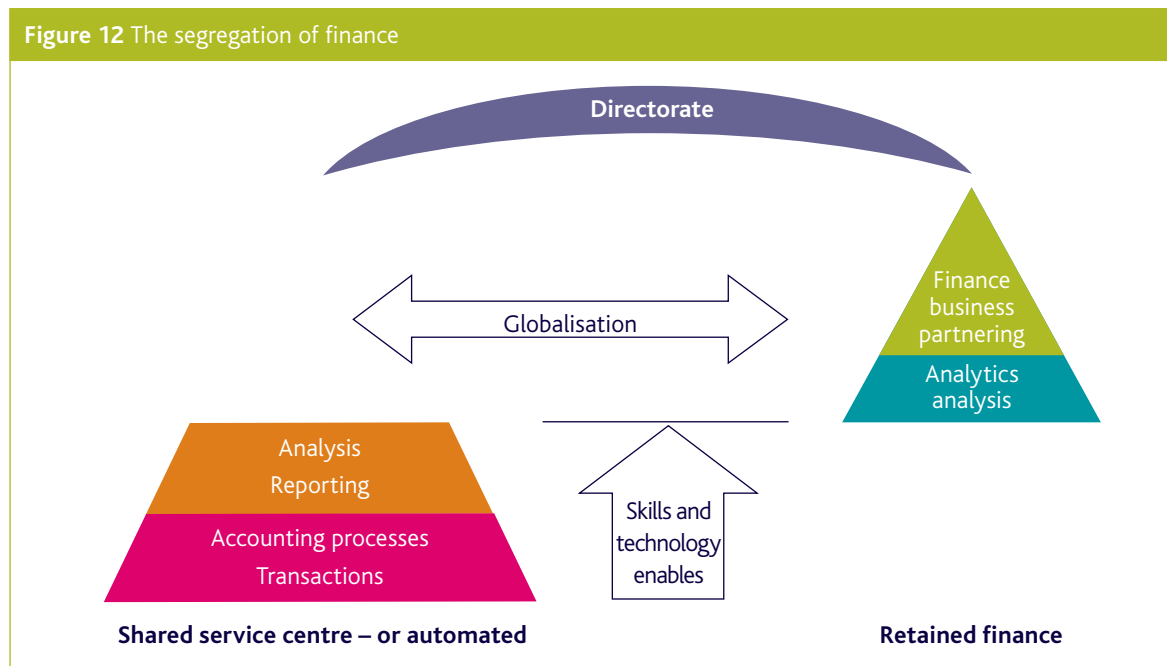 Figure 12 The segregation of finance
Directorate
Globalisation
Finance
business
partnering
Analytics
analysis
Analysis
Reporting
Accounting processes
Transactions
Skills and
technology
enables
Shared service centre – or automated
Retained finance